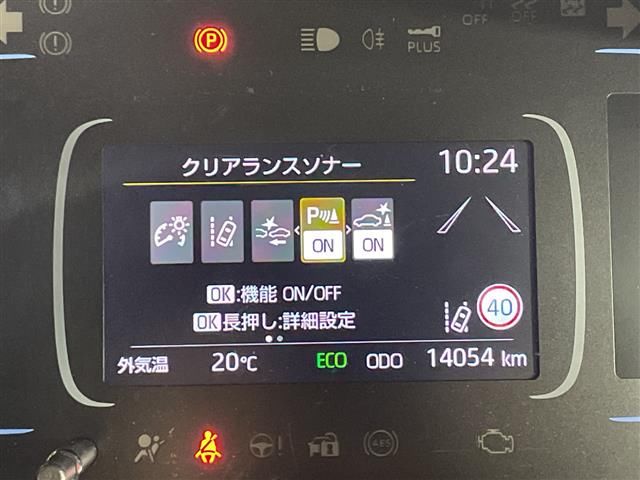 OFF OFF
P
PLUS
クリアランスソナー 10:24
P ON ON
OK:機能 ON/OFF
OK長押し:詳細設定
40
外気温 20℃ ECO ODO 14054 km